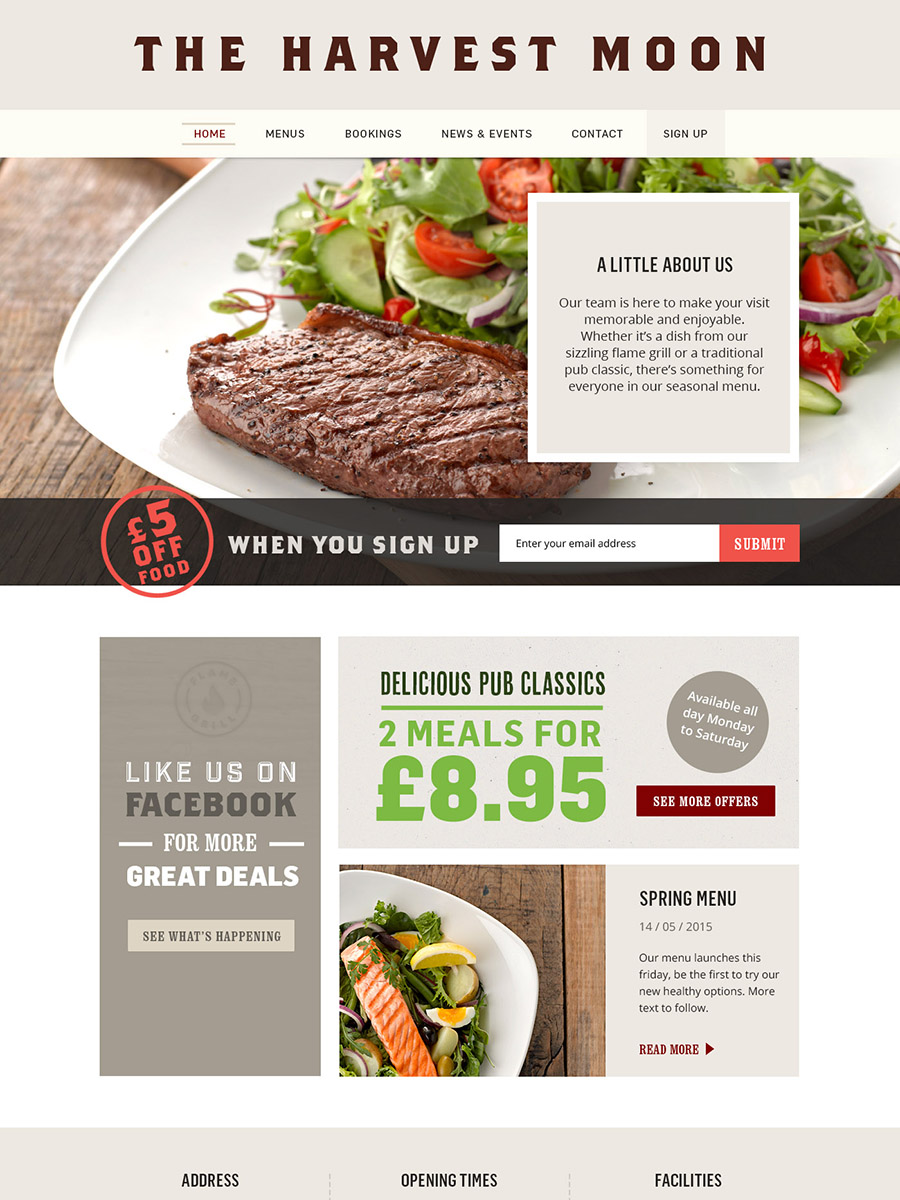 THE HARVEST MOON
HOME
MENUS
BOOKINGS
NEWS & EVENTS
CONTACT
SIGN UP
A LITTLE ABOUT US
Our team is here to make your visit
memorable and enjoyable.
Whether it's a dish from our
sizzling flame grill or a traditional
pub classic, there's something for
everyone in our seasonal menu.
£5
OFF
FOOD
WHEN YOU SIGN UP
Enter your email address
SUBMIT
FLAME
GRILL
LIKE US ON
FACEBOOK
FOR MORE
GREAT DEALS
SEE WHAT'S HAPPENING
DELICIOUS PUB CLASSICS
2 MEALS FOR
£8.95
Available all
day Monday
to Saturday
SEE MORE OFFERS
SPRING MENU
14 / 05 / 2015
Our menu launches this
friday, be the first to try our
new healthy options. More
text to follow.
READ MORE
ADDRESS
OPENING TIMES
FACILITIES